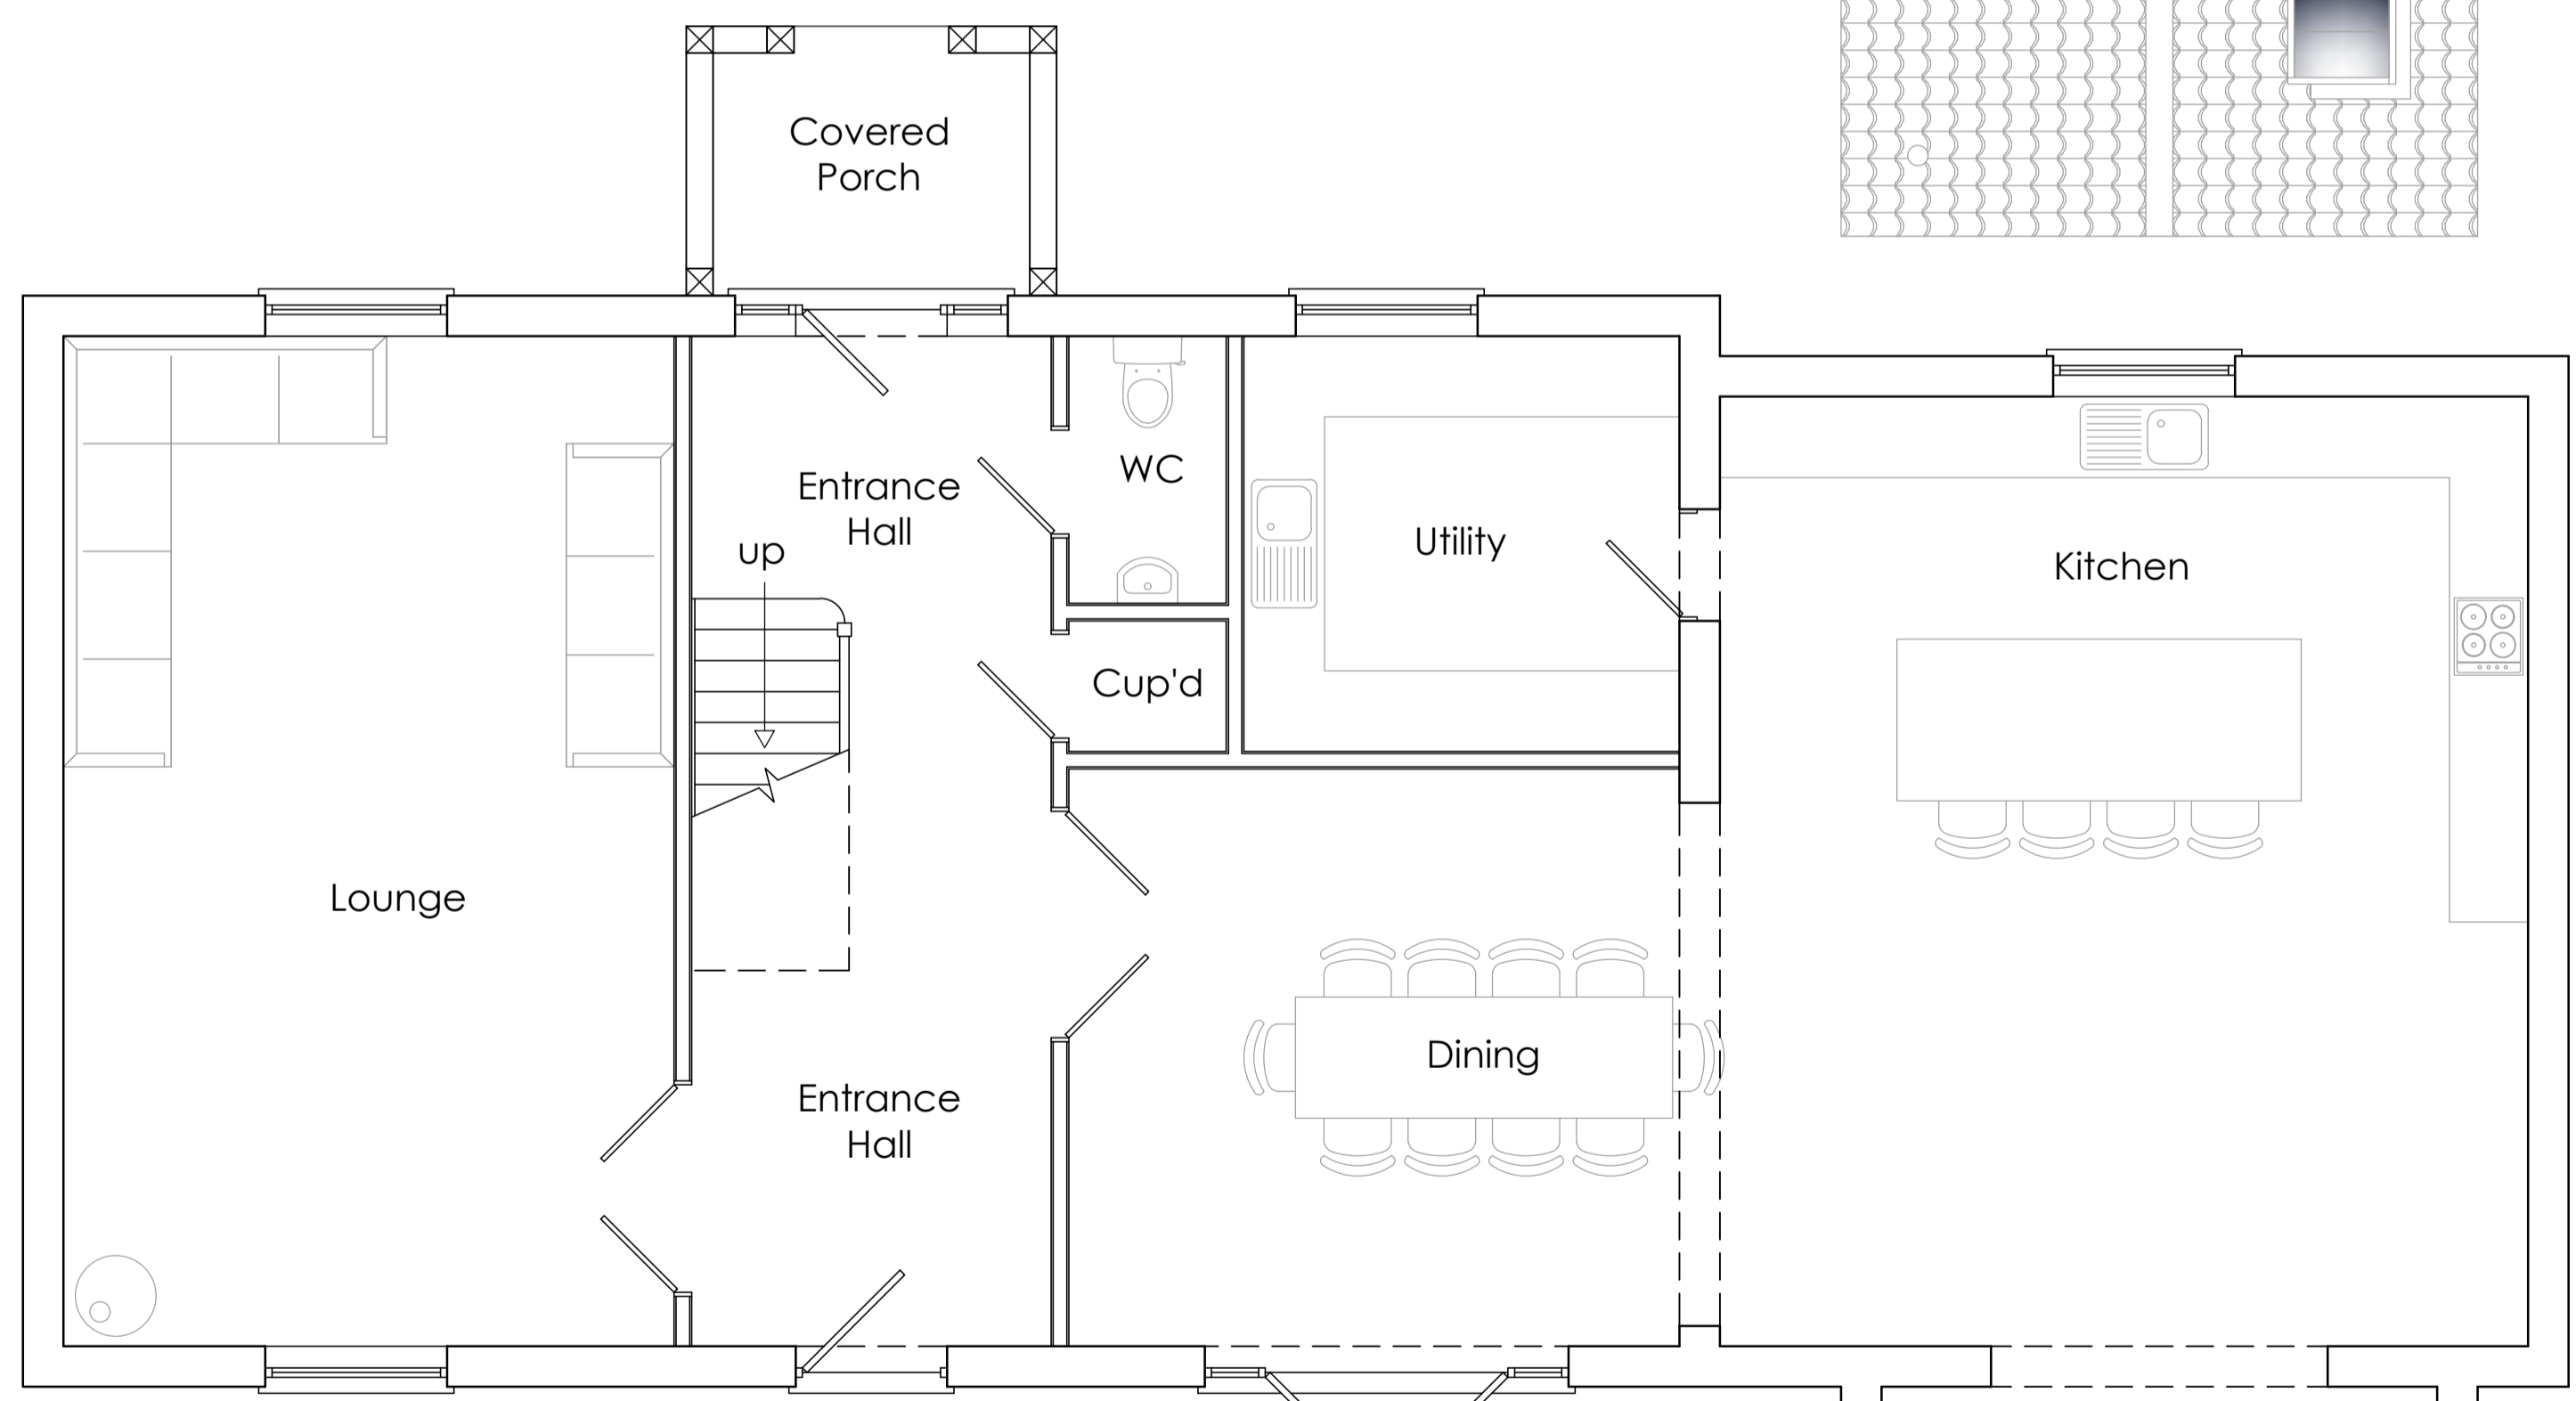 Covered
Porch
Entrance
Hall
WC
up
Utility
Kitchen
Cup'd
Lounge
Dining
Entrance
Hall